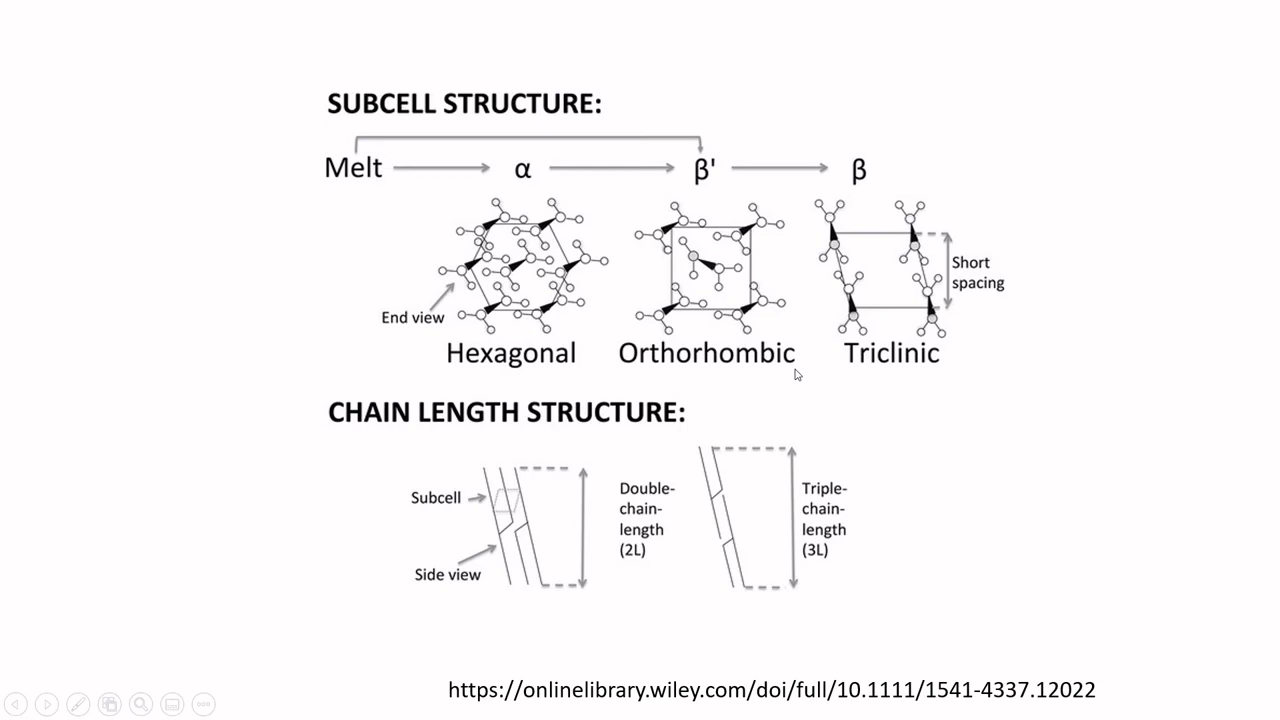 SUBCELL STRUCTURE:
Melt α β' β
Short
spacing
End view
Hexagonal Orthorhombic Triclinic
CHAIN LENGTH STRUCTURE:
Subcell
Side view
Double-
chain-
length
(2L)
Triple-
chain-
length
(3L)
https://onlinelibrary.wiley.com/doi/full/10.1111/1541-4337.12022